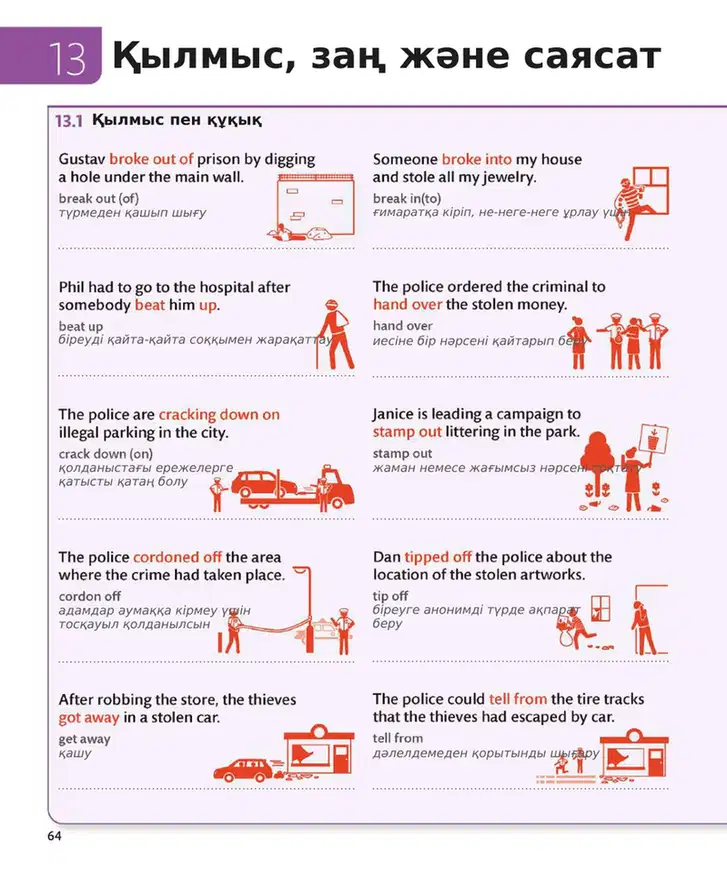 13 Қылмыс, заң және саясат
13.1 Қылмыс пен құқық
Gustav broke out of prison by digging
a hole under the main wall.
break out (of)
түрмеден қашып шығу
Someone broke into my house
and stole all my jewelry.
break in(to)
ғимаратқа кіріп, не-неге-неге ұрлау үшін
Phil had to go to the hospital after
somebody beat him up.
beat up
біреуді қайта-қайта соққымен жарақаттау
The police ordered the criminal to
hand over the stolen money.
hand over
иесіне бір нәрсені қайтарып беру
The police are cracking down on
illegal parking in the city.
crack down (on)
қолданыстағы ережелерге
қатысты қатаң болу
Janice is leading a campaign to
stamp out littering in the park.
stamp out
жаман немесе жағымсыз нәрсені тоқтату
The police cordoned off the area
where the crime had taken place.
cordon off
адамдар аумаққа кірмеу үшін
тосқауыл қолданылсын
Dan tipped off the police about the
location of the stolen artworks.
tip off
біреуге анонимді түрде ақпарат
беру
After robbing the store, the thieves
got away in a stolen car.
get away
қашу
The police could tell from the tire tracks
that the thieves had escaped by car.
tell from
дәлелдемеден қорытынды шығару
64